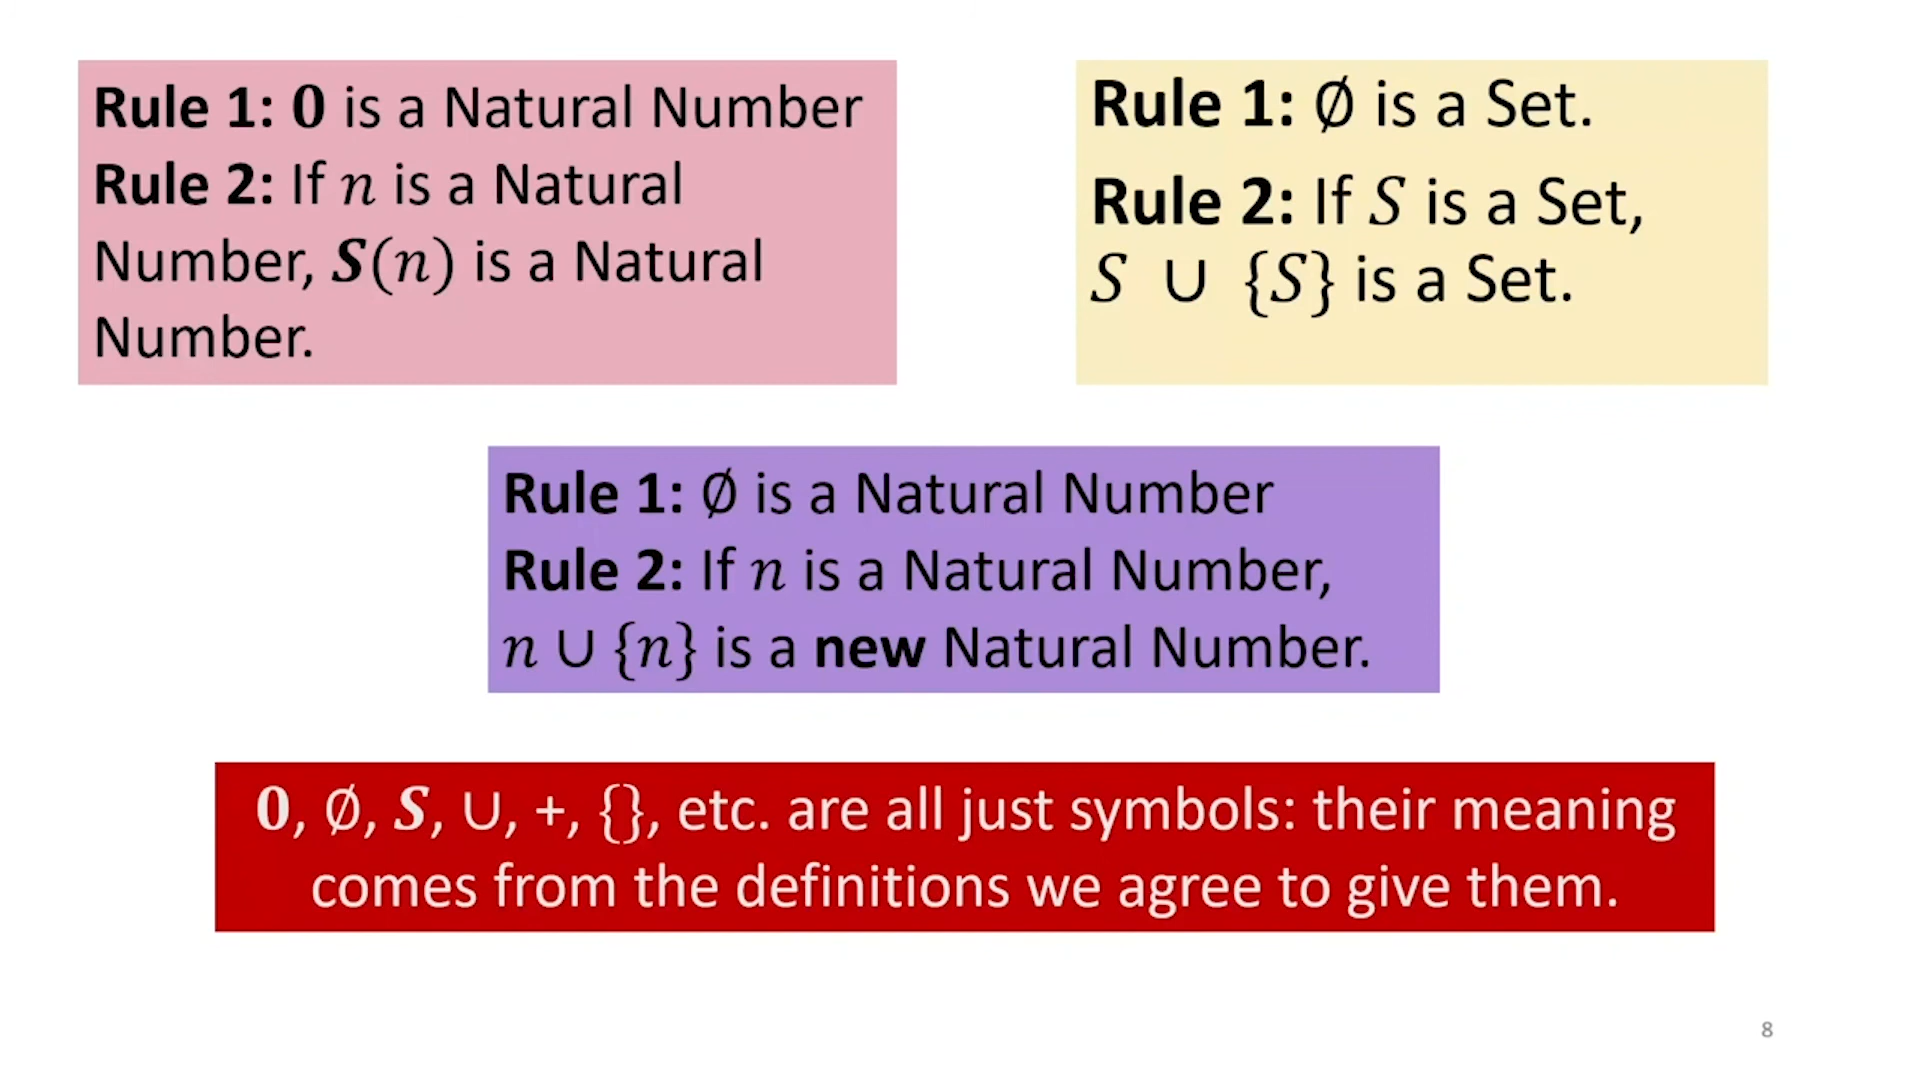 Rule 1: 0 is a Natural Number
Rule 2: If n is a Natural
Number, S(n) is a Natural
Number.
Rule 1: ∅ is a Set.
Rule 2: If S is a Set,
S ∪ {S} is a Set.
Rule 1: ∅ is a Natural Number
Rule 2: If n is a Natural Number,
n ∪ {n} is a new Natural Number.
0, ∅, S, ∪, +, {}, etc. are all just symbols: their meaning
comes from the definitions we agree to give them.
8